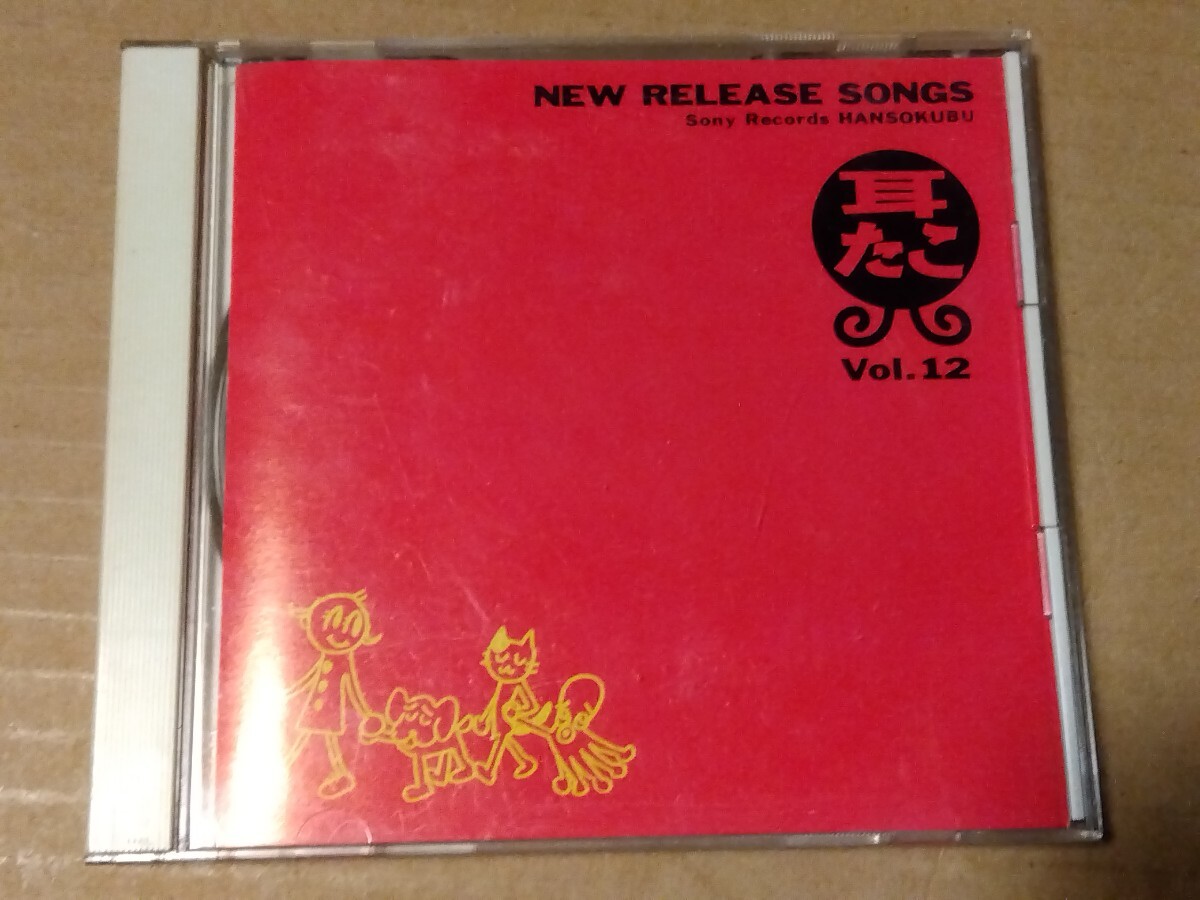 NEW RELEASE SONGS
Sony Records HANSOKUBU
耳
たこ
Vol.12